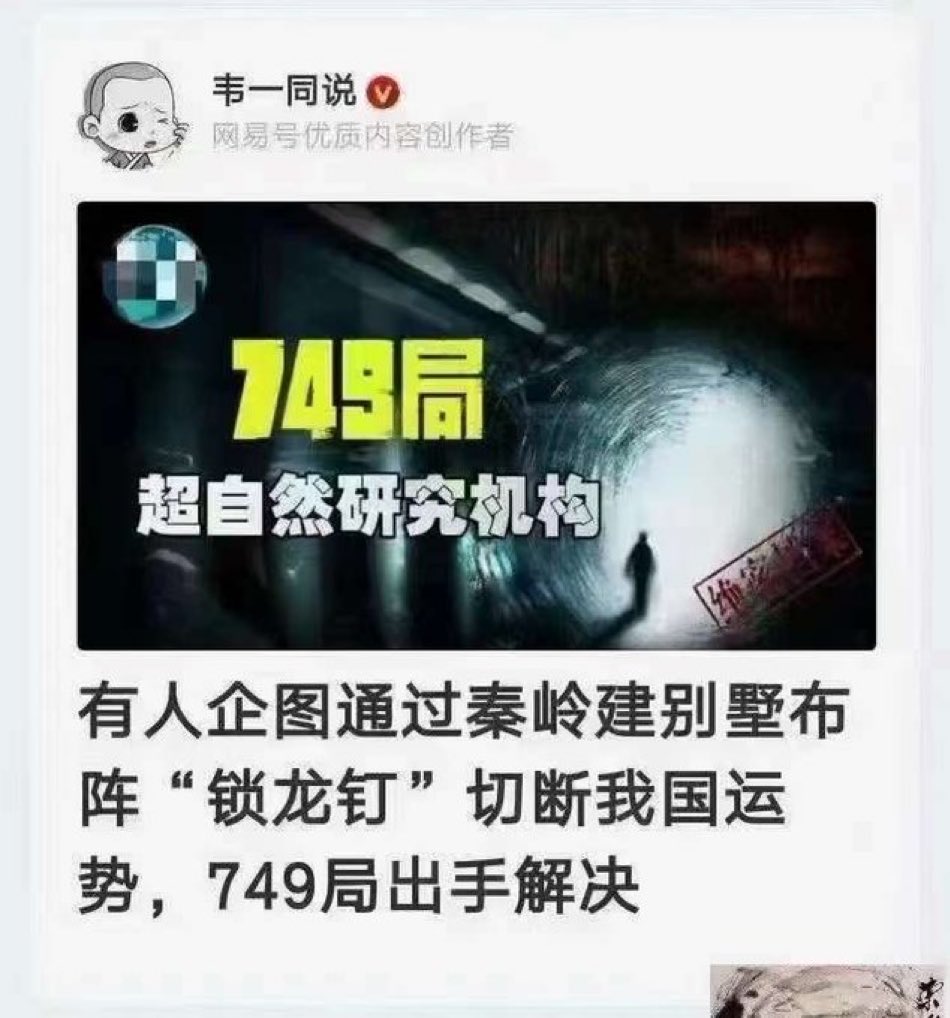 韦一同说
网易号优质内容创作者
749局
超自然研究机构
有人企图通过秦岭建别墅布
阵“锁龙钉”切断我国运
势，749局出手解决